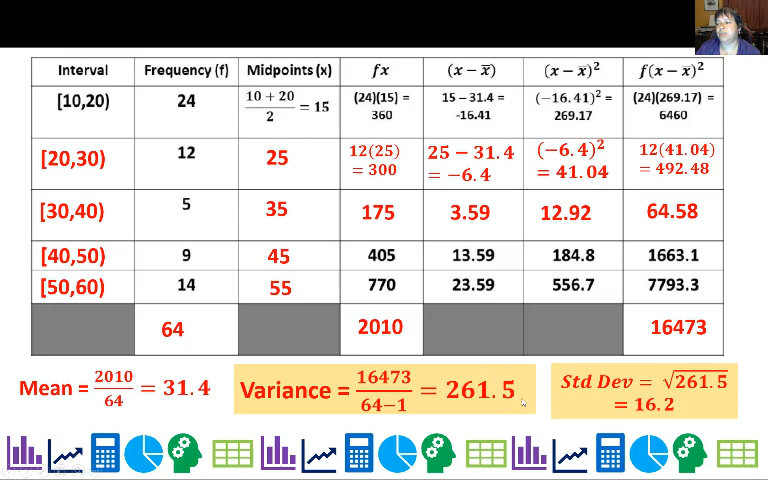 Interval Frequency (f) Midpoints (x) fx (x − x̅) (x − x̅)² f(x − x̅)²
[10,20) 24 10 + 20 / 2 = 15 (24)(15) = 360 15 − 31.4 = -16.41 (−16.41)² = 269.17 (24)(269.17) = 6460
[20,30) 12 25 12(25) = 300 25 − 31.4 = −6.4 (−6.4)² = 41.04 12(41.04) = 492.48
[30,40) 5 35 175 3.59 12.92 64.58
[40,50) 9 45 405 13.59 184.8 1663.1
[50,60) 14 55 770 23.59 556.7 7793.3
64 2010 16473
Mean = 2010/64 = 31.4 Variance = 16473/64−1 = 261.5 Std Dev = √261.5
= 16.2